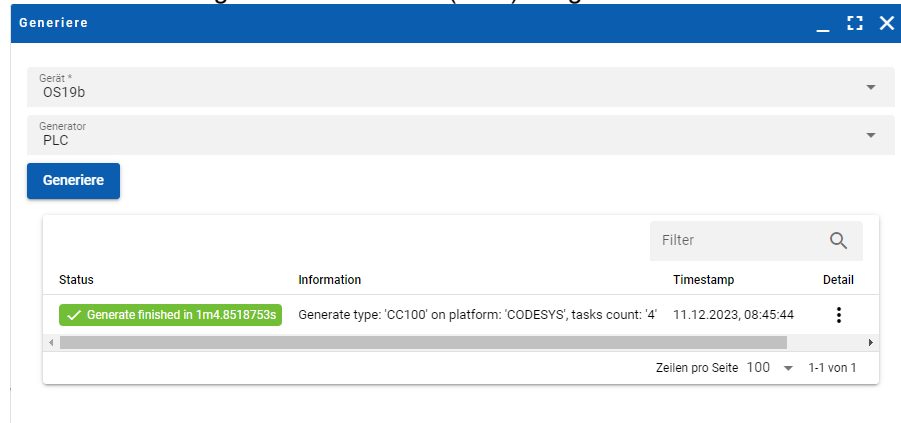 Generiere
Gerät *
OS19b
Generator
PLC
Generiere
Filter
Status Information Timestamp Detail
Generate finished in 1m4.8518753s Generate type: 'CC100' on platform: 'CODESYS', tasks count: '4' 11.12.2023, 08:45:44
Zeilen pro Seite 100 1-1 von 1